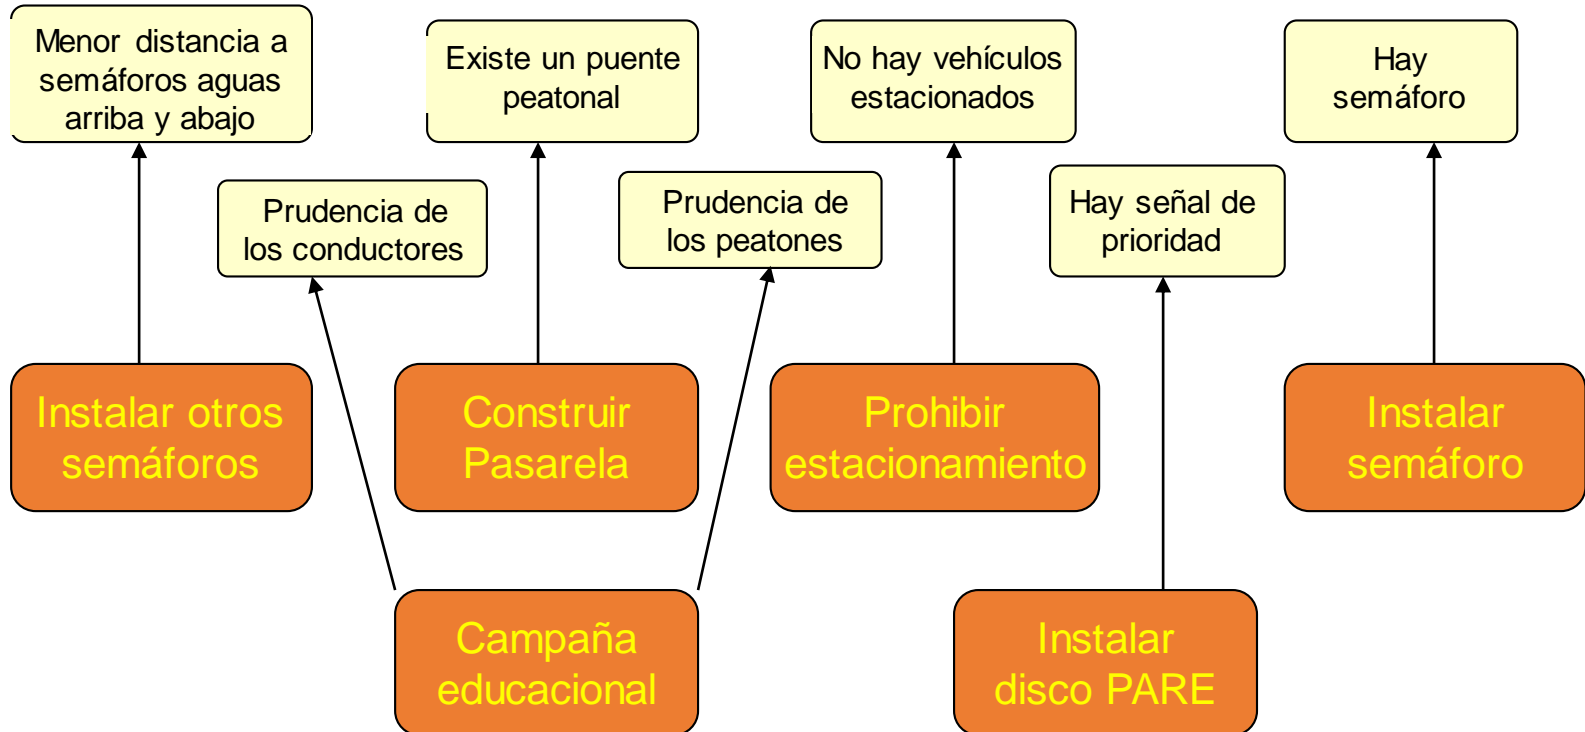 Menor distancia a
semáforos aguas
arriba y abajo
Existe un puente
peatonal
No hay vehículos
estacionados
Hay
semáforo
Prudencia de
los conductores
Prudencia de
los peatones
Hay señal de
prioridad
Instalar otros
semáforos
Construir
Pasarela
Prohibir
estacionamiento
Instalar
semáforo
Campaña
educacional
Instalar
disco PARE